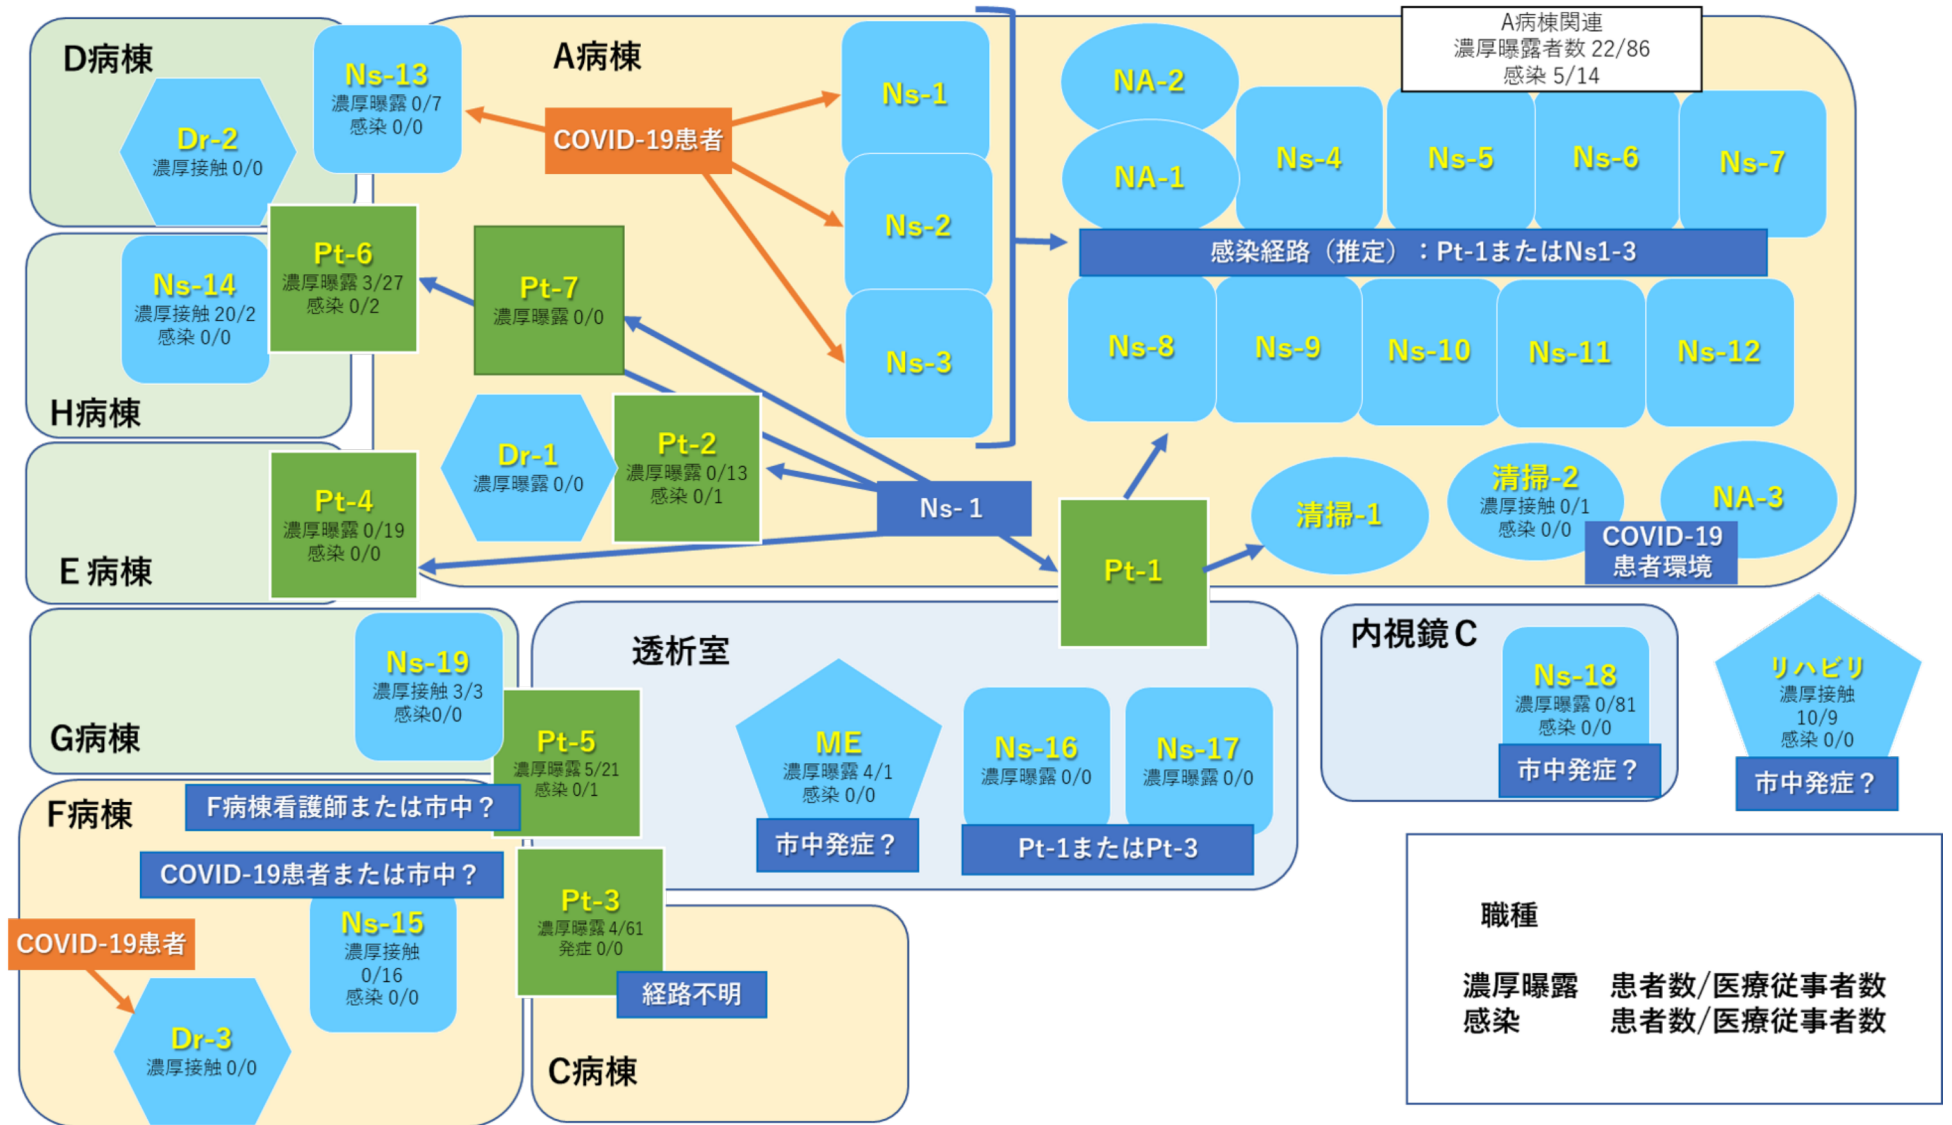 D病棟
Ns-13
濃厚曝露 0/7
感染 0/0
Dr-2
濃厚接触 0/0
A病棟
COVID-19患者
Ns-1
Ns-2
Ns-3
A病棟関連
濃厚曝露者数 22/86
感染 5/14
NA-2
NA-1
Ns-4
Ns-5
Ns-6
Ns-7
感染経路（推定）：Pt-1またはNs1-3
Ns-8
Ns-9
Ns-10
Ns-11
Ns-12
Pt-6
濃厚曝露 3/27
感染 0/2
Pt-7
濃厚曝露 0/0
Ns-14
濃厚接触 20/2
感染 0/0
H病棟
Dr-1
濃厚曝露 0/0
Pt-2
濃厚曝露 0/13
感染 0/1
Ns- 1
Pt-4
濃厚曝露 0/19
感染 0/0
E 病棟
Pt-1
清掃-1
清掃-2
濃厚接触 0/1
感染 0/0
NA-3
COVID-19
患者環境
Ns-19
濃厚接触 3/3
感染0/0
G病棟
Pt-5
濃厚曝露 5/21
感染 0/1
透析室
ME
濃厚曝露 4/1
感染 0/0
市中発症？
Ns-16
濃厚曝露 0/0
Ns-17
濃厚曝露 0/0
Pt-1またはPt-3
内視鏡 C
Ns-18
濃厚曝露 0/81
感染 0/0
市中発症？
リハビリ
濃厚接触
10/9
感染 0/0
市中発症？
F病棟
F病棟看護師または市中？
COVID-19患者または市中？
Ns-15
濃厚接触
0/16
感染 0/0
COVID-19患者
Dr-3
濃厚接触 0/0
Pt-3
濃厚曝露 4/61
発症 0/0
経路不明
C病棟
職種
濃厚曝露 患者数/医療従事者数
感染 患者数/医療従事者数